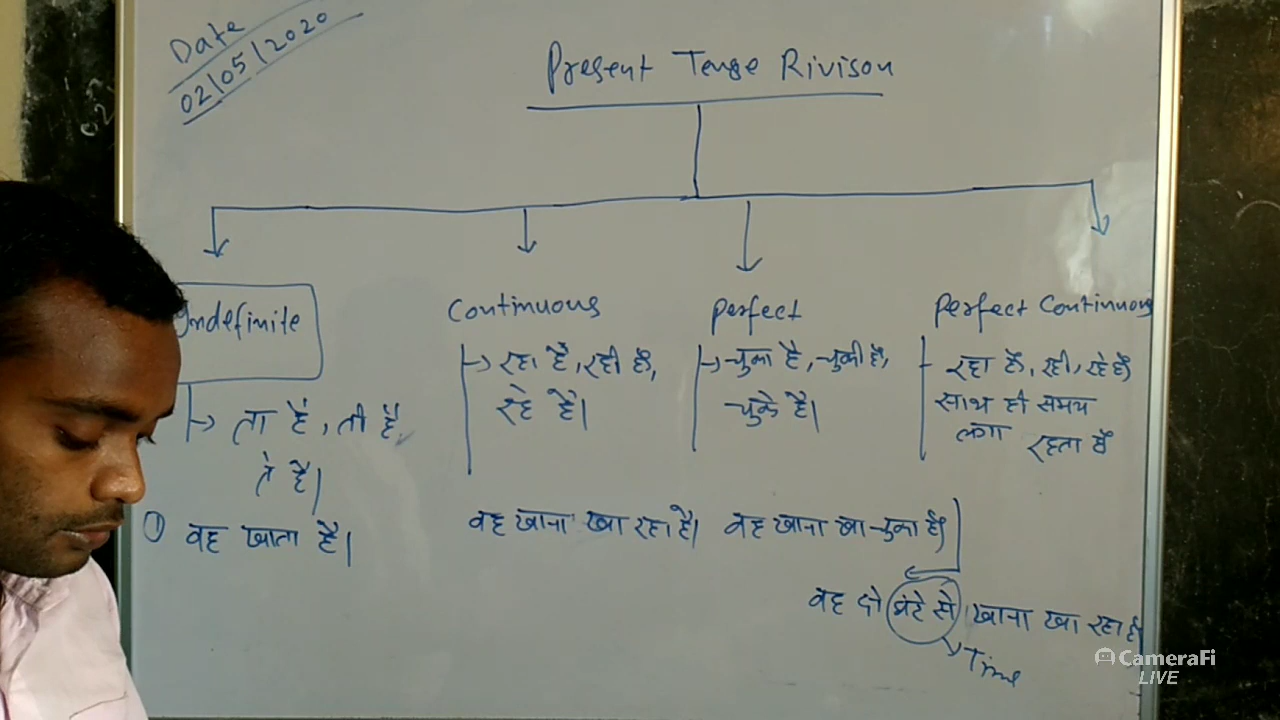 Date
02/05/2020
Present Tense Rivison
Indefinite
→ ता है, ती है,
ते है।
① वह खाता है।
Continuous
→ रहा है, रही है,
रहे है।
वह खाना खा रहा है।
Perfect
→ चुका है, चुकी है,
चुके है।
वह खाना खा चुका है
Perfect Continuous
रहा है, रही, रहे है
साथ ही समय
लगा रहता है
वह दो घंटे से खाना खा रहा है
Time
CameraFi
LIVE